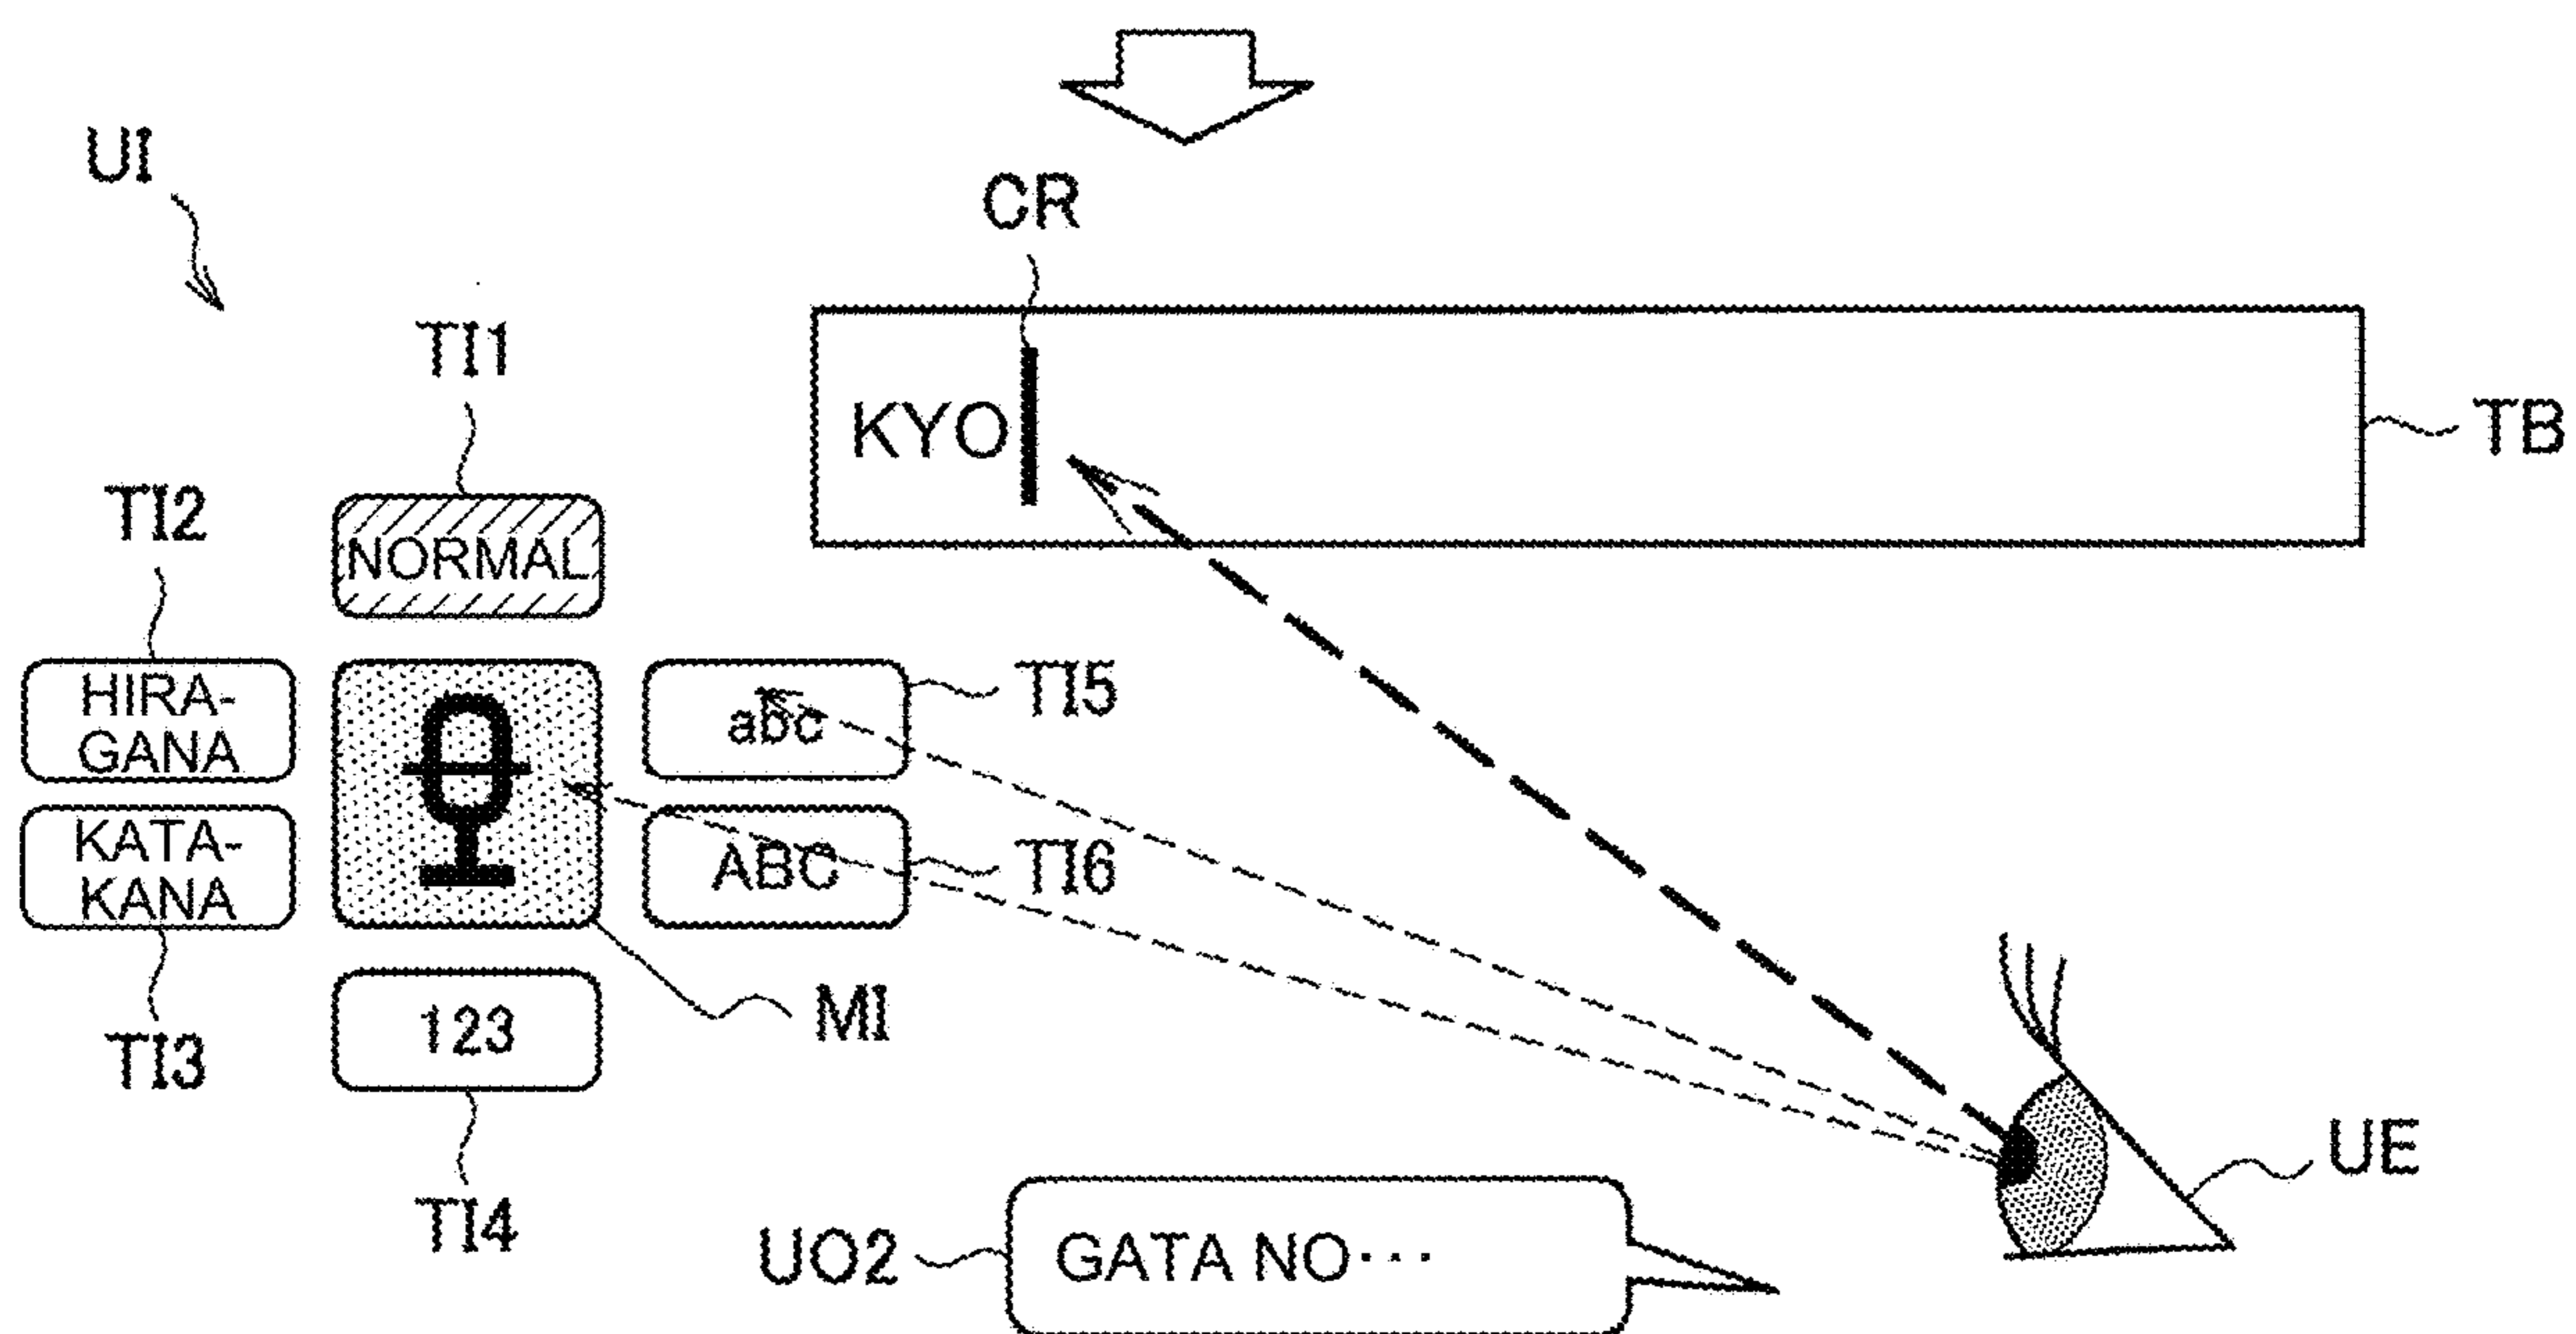 UI
CR
TI1
KYO
TB
TI2
NORMAL
HIRA-
GANA
abc
TI5
KATA-
KANA
ABC
TI6
MI
TI3
123
TI4
UE
UO2
GATA NO···